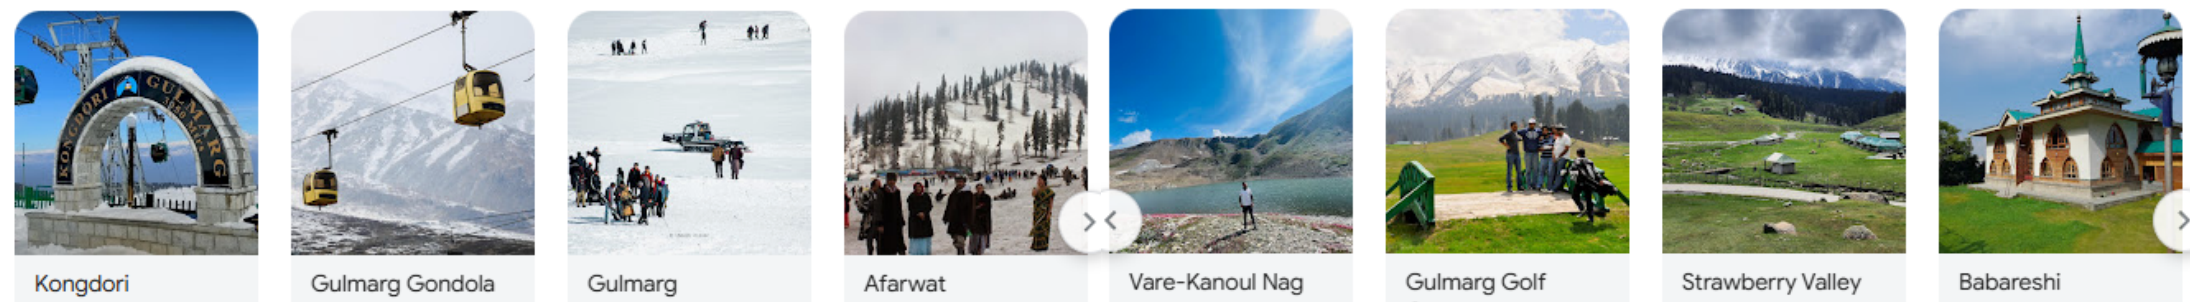 KONGDORI GULMARG
Kongdori
Gulmarg Gondola
Gulmarg
Afarwat
Vare-Kanoul Nag
Gulmarg Golf
Strawberry Valley
Babareshi